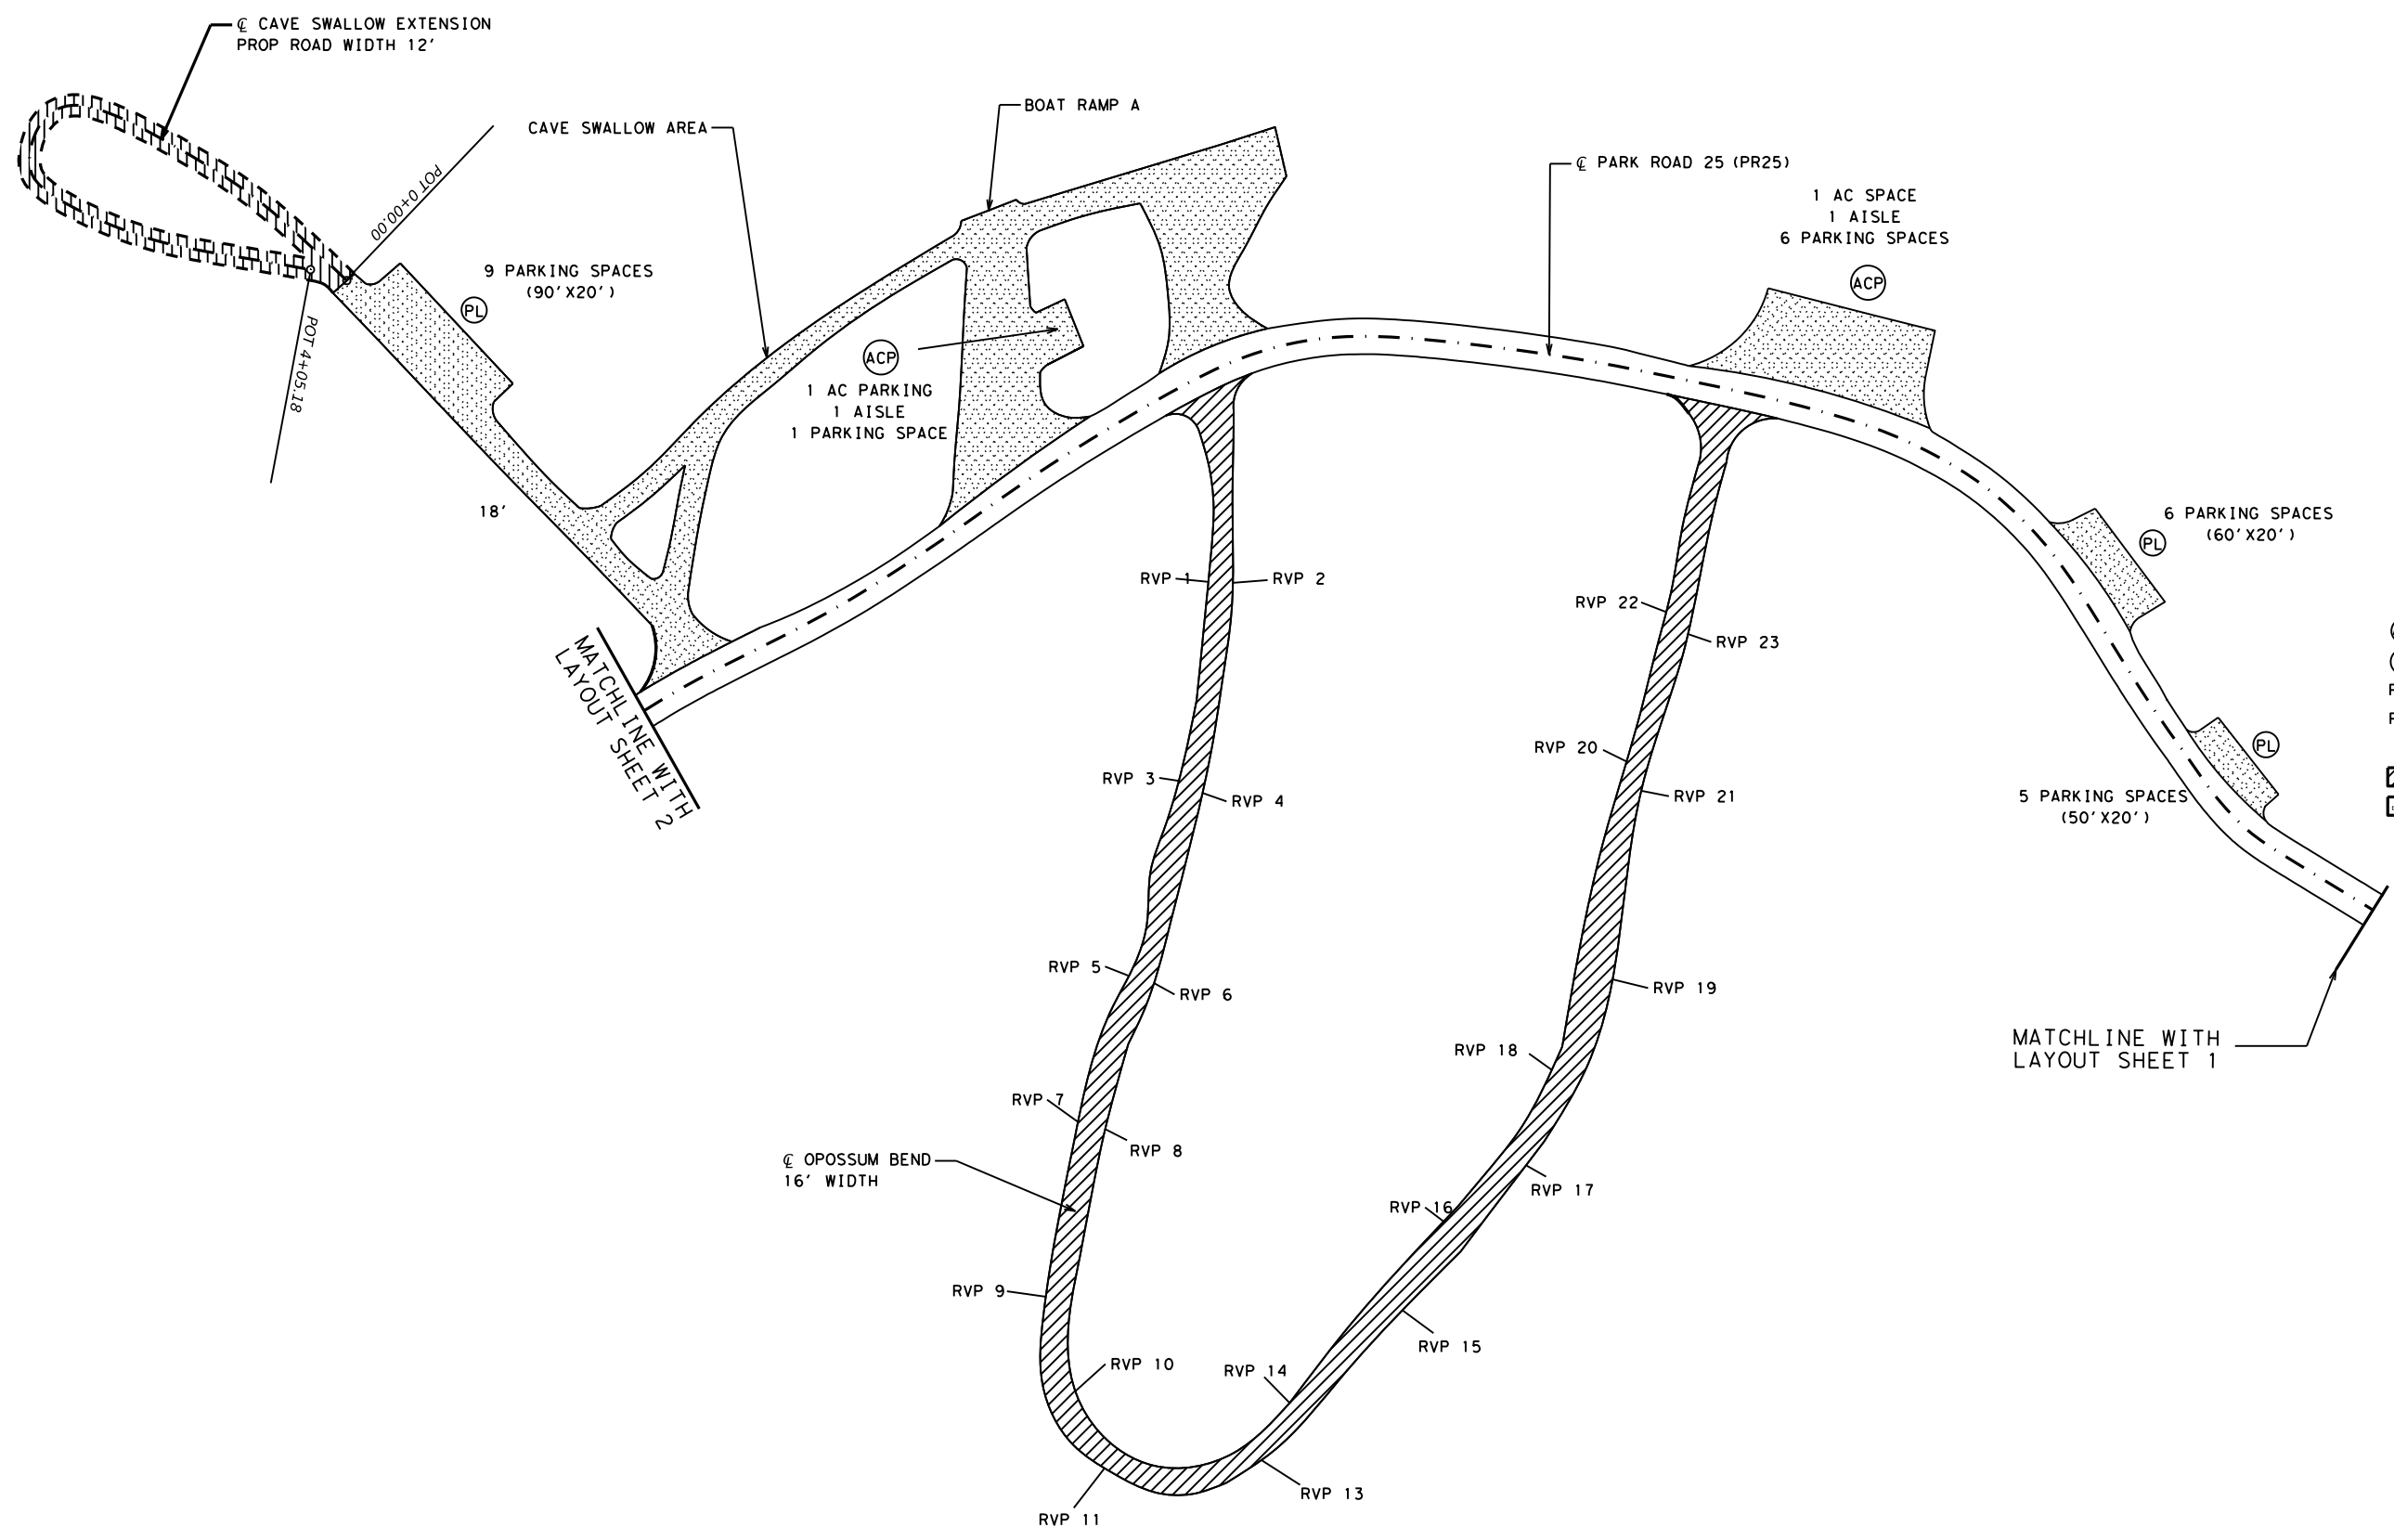 ℄ CAVE SWALLOW EXTENSION
PROP ROAD WIDTH 12'
BOAT RAMP A
CAVE SWALLOW AREA
℄ PARK ROAD 25 (PR25)
1 AC SPACE
1 AISLE
6 PARKING SPACES
ACP
POT 0+00.00
9 PARKING SPACES
(90'X20')
PL
POT 4+05.18
ACP
1 AC PARKING
1 AISLE
1 PARKING SPACE
18'
6 PARKING SPACES
(60'X20')
PL
RVP 1
RVP 2
RVP 22
RVP 23
MATCHLINE WITH
LAYOUT SHEET 2
PL
RVP 20
RVP 3
RVP 4
RVP 21
5 PARKING SPACES
(50'X20')
RVP 5
RVP 6
RVP 19
MATCHLINE WITH
LAYOUT SHEET 1
RVP 18
RVP 7
RVP 8
℄ OPOSSUM BEND
16' WIDTH
RVP 17
RVP 16
RVP 9
RVP 15
RVP 10
RVP 14
RVP 13
RVP 11